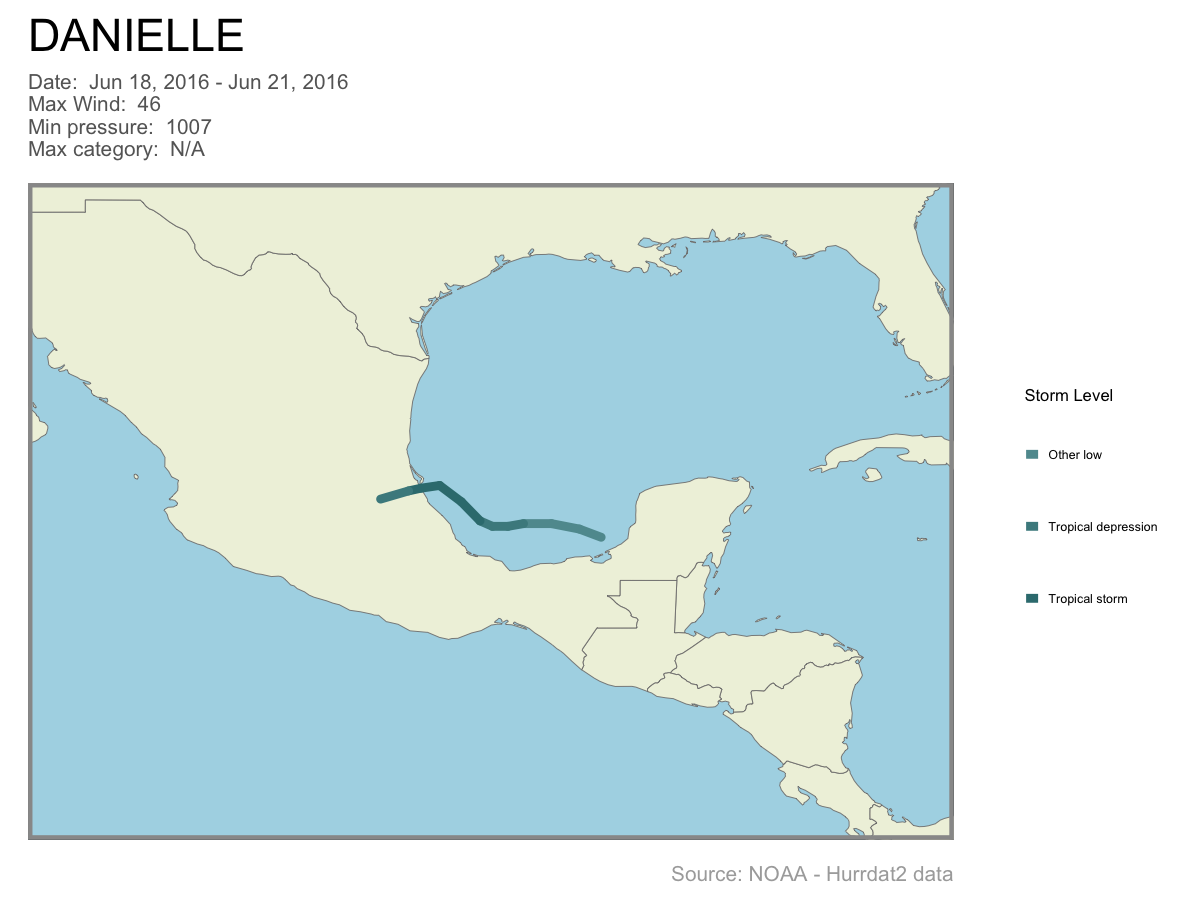 DANIELLE
Date:  Jun 18, 2016 - Jun 21, 2016
Max Wind:  46
Min pressure:  1007
Max category:  N/A
Storm Level
Other low
Tropical depression
Tropical storm
Source: NOAA - Hurrdat2 data